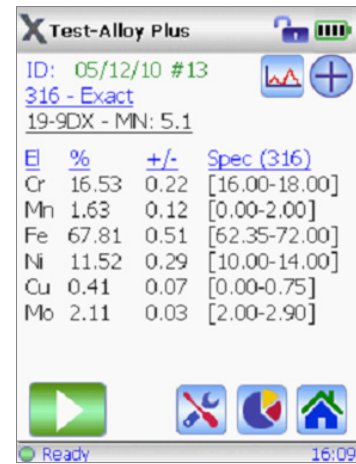 X Test-Alloy Plus
ID: 05/12/10 #13
316 - Exact
19-9DX - MN: 5.1
El % +/- Spec (316)
Cr 16.53 0.22 [16.00-18.00]
Mn 1.63 0.12 [0.00-2.00]
Fe 67.81 0.51 [62.35-72.00]
Ni 11.52 0.29 [10.00-14.00]
Cu 0.41 0.07 [0.00-0.75]
Mo 2.11 0.03 [2.00-2.90]
Ready 16:09